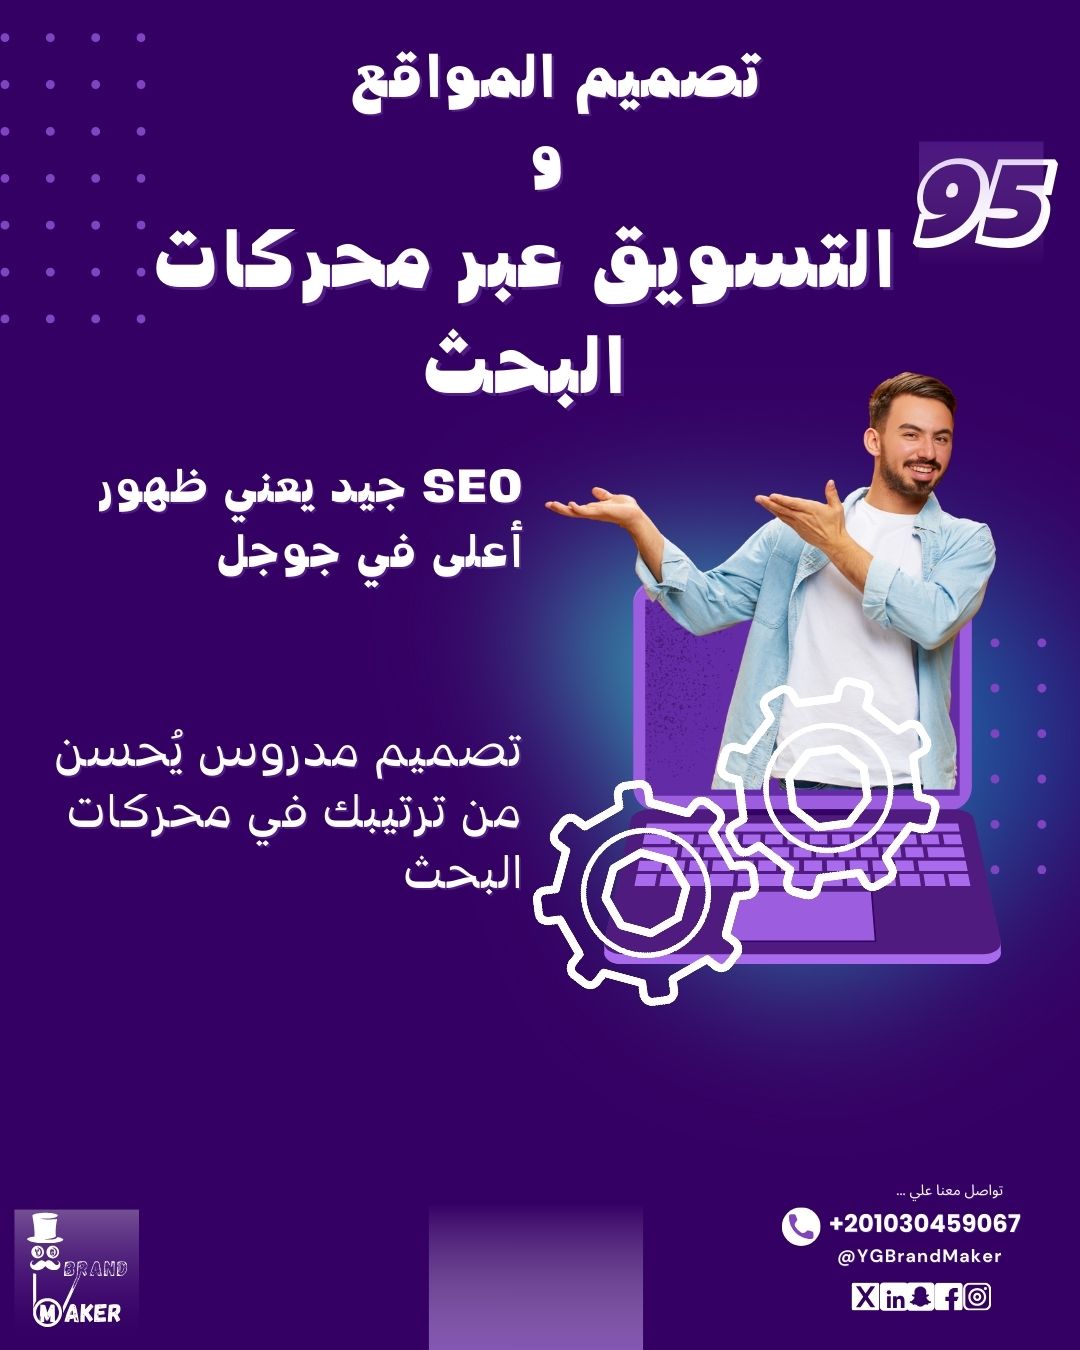 تصميم المواقع
و
95
التسويق عبر محركات
البحث
SEO جيد يعني ظهور
أعلى في جوجل
تصميم مدروس يُحسن
من ترتيبك في محركات
البحث
تواصل معنا علي ...
+201030459067
@YGBrandMaker
BRAND
MAKER